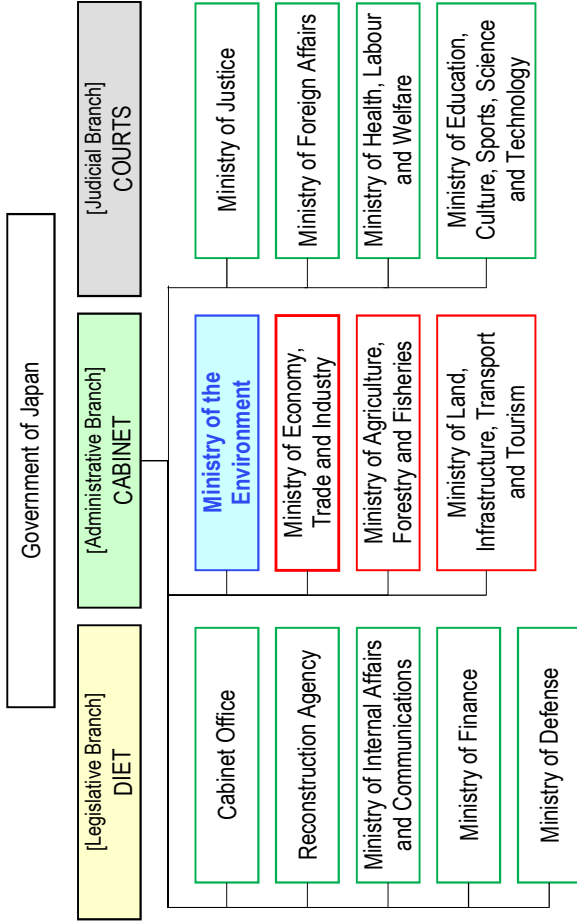 Government of Japan
[Legislative Branch]
DIET
[Administrative Branch]
CABINET
[Judicial Branch]
COURTS
Cabinet Office
Reconstruction Agency
Ministry of Internal Affairs
and Communications
Ministry of Finance
Ministry of Defense
Ministry of the
Environment
Ministry of Economy,
Trade and Industry
Ministry of Agriculture,
Forestry and Fisheries
Ministry of Land,
Infrastructure, Transport
and Tourism
Ministry of Justice
Ministry of Foreign Affairs
Ministry of Health, Labour
and Welfare
Ministry of Education,
Culture, Sports, Science
and Technology